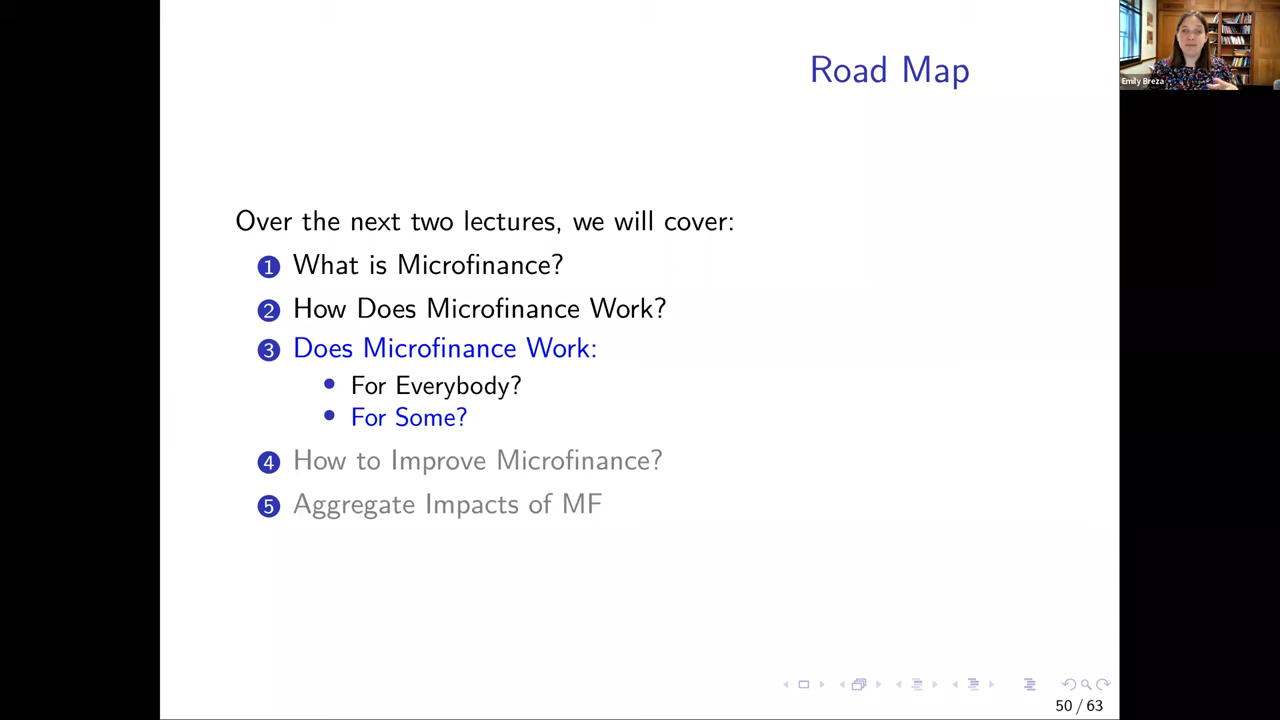 Road Map
Emily Breza
Over the next two lectures, we will cover:
1 What is Microfinance?
2 How Does Microfinance Work?
3 Does Microfinance Work:
• For Everybody?
• For Some?
4 How to Improve Microfinance?
5 Aggregate Impacts of MF
50 / 63